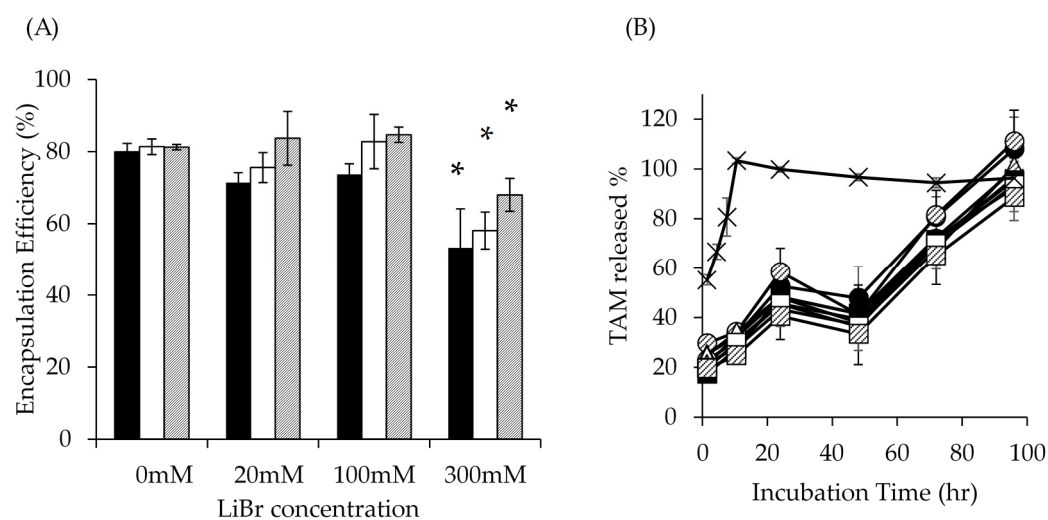 (A)
Encapsulation Efficiency (%)
100
80
60
40
20
0
* * *
0mM 20mM 100mM 300mM
LiBr concentration
(B)
TAM released %
120
100
80
60
40
20
0
0 20 40 60 80 100
Incubation Time (hr)